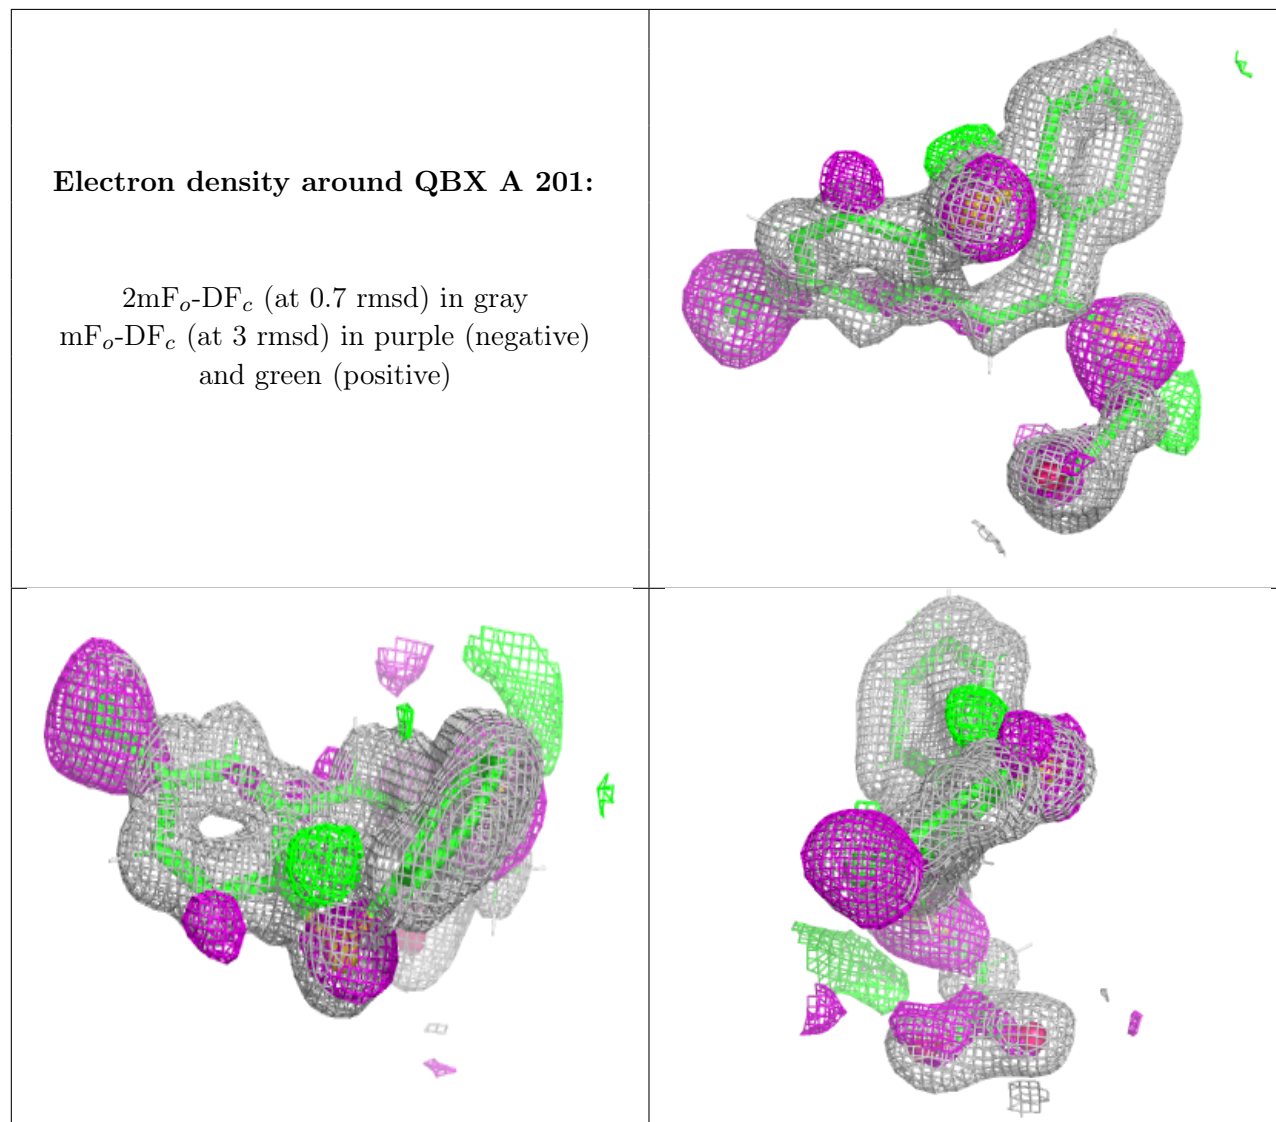 Electron density around QBX A 201:
2mFₒ-DF𝒸 (at 0.7 rmsd) in gray
mFₒ-DF𝒸 (at 3 rmsd) in purple (negative)
and green (positive)